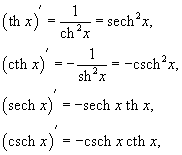 (th x)′ = 1/ch²x = sech²x,
(cth x)′ = −1/sh²x = −csch²x,
(sech x)′ = −sech x th x,
(csch x)′ = −csch x cth x,